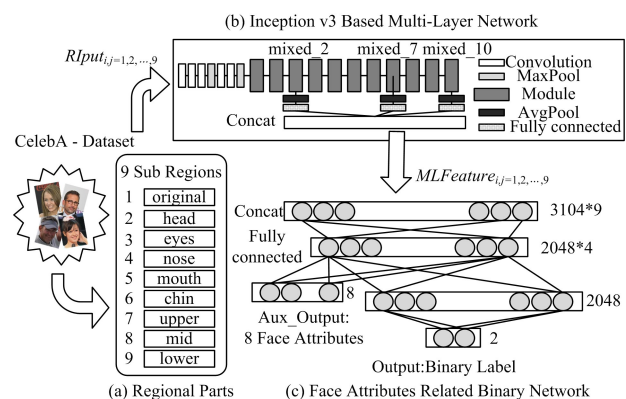 (b) Inception v3 Based Multi-Layer Network
RIput i,j=1,2,...,9
mixed_2 mixed_7 mixed_10
Convolution
MaxPool
Module
AvgPool
Fully connected
Concat
CelebA - Dataset
9 Sub Regions
1 original
2 head
3 eyes
4 nose
5 mouth
6 chin
7 upper
8 mid
9 lower
(a) Regional Parts
MLFeature i,j=1,2,...,9
Concat 3104*9
Fully
connected
2048*4
8
Aux_Output:
8 Face Attributes
2048
2
Output:Binary Label
(c) Face Attributes Related Binary Network